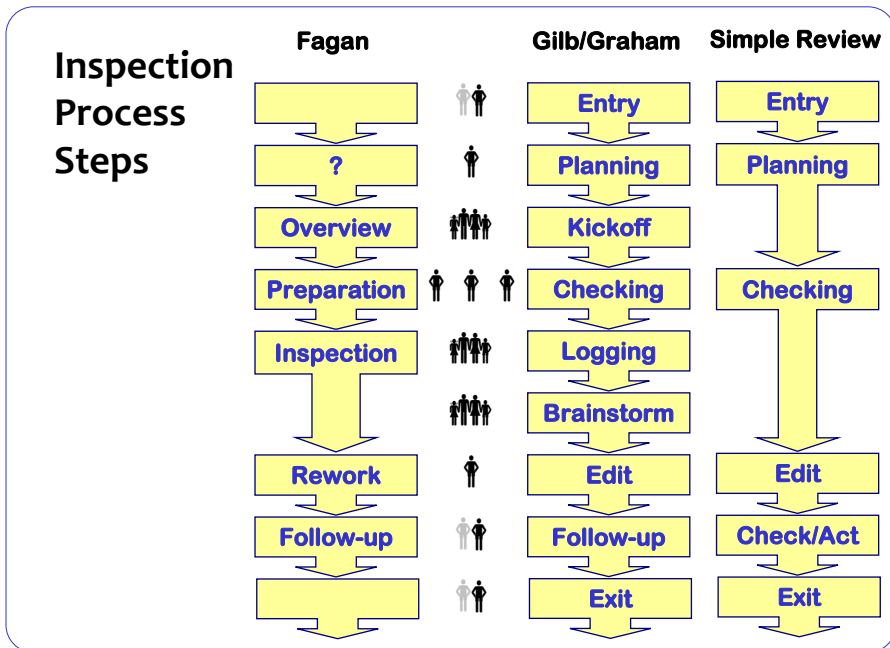 Inspection
Process
Steps
Fagan
Gilb/Graham
Simple Review
Entry
Entry
?
Planning
Planning
Overview
Kickoff
Preparation
Checking
Checking
Inspection
Logging
Brainstorm
Rework
Edit
Edit
Follow-up
Follow-up
Check/Act
Exit
Exit